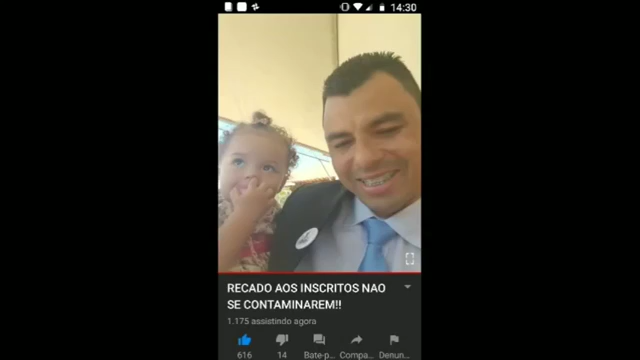 14:30
RECADO AOS INSCRITOS NAO
SE CONTAMINAREM!!
1.175 assistindo agora
616 14 Bate-p... Compa... Denun...